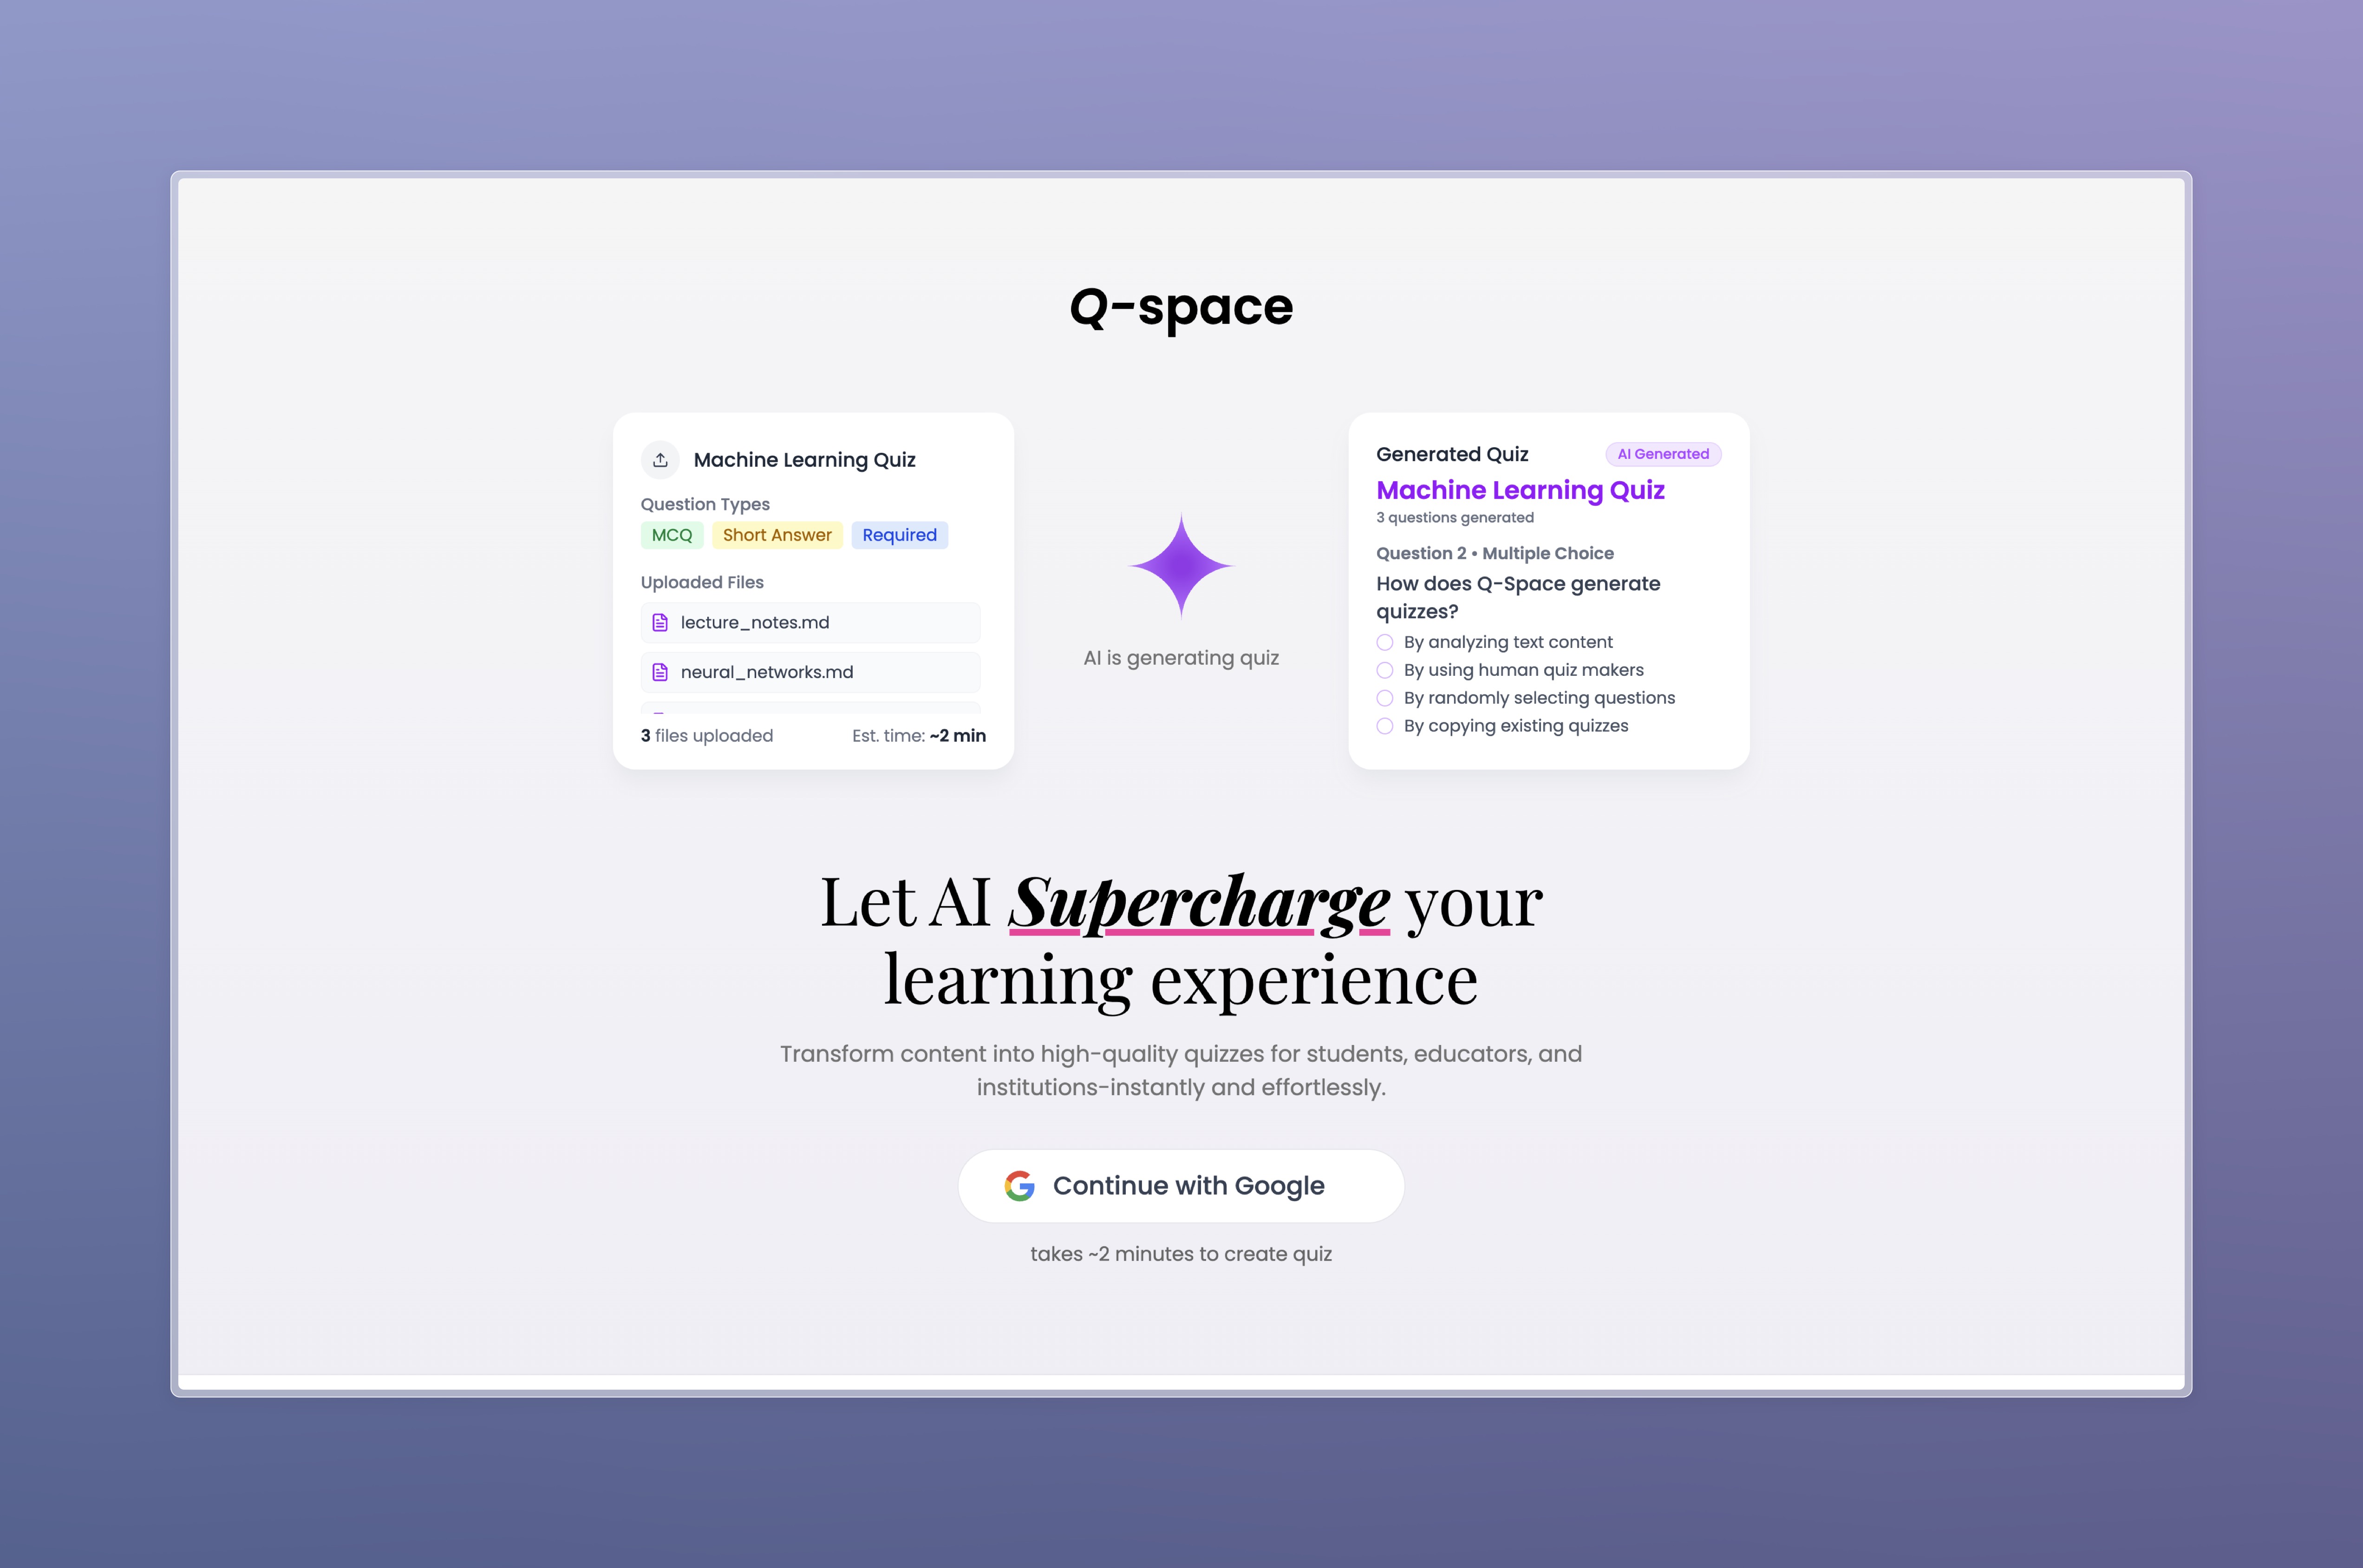 Q-space
Machine Learning Quiz
Question Types
MCQ Short Answer Required
Uploaded Files
lecture_notes.md
neural_networks.md
3 files uploaded Est. time: ~2 min
AI is generating quiz
Generated Quiz AI Generated
Machine Learning Quiz
3 questions generated
Question 2 • Multiple Choice
How does Q-Space generate
quizzes?
By analyzing text content
By using human quiz makers
By randomly selecting questions
By copying existing quizzes
Let AI Supercharge your
learning experience
Transform content into high-quality quizzes for students, educators, and
institutions-instantly and effortlessly.
Continue with Google
takes ~2 minutes to create quiz